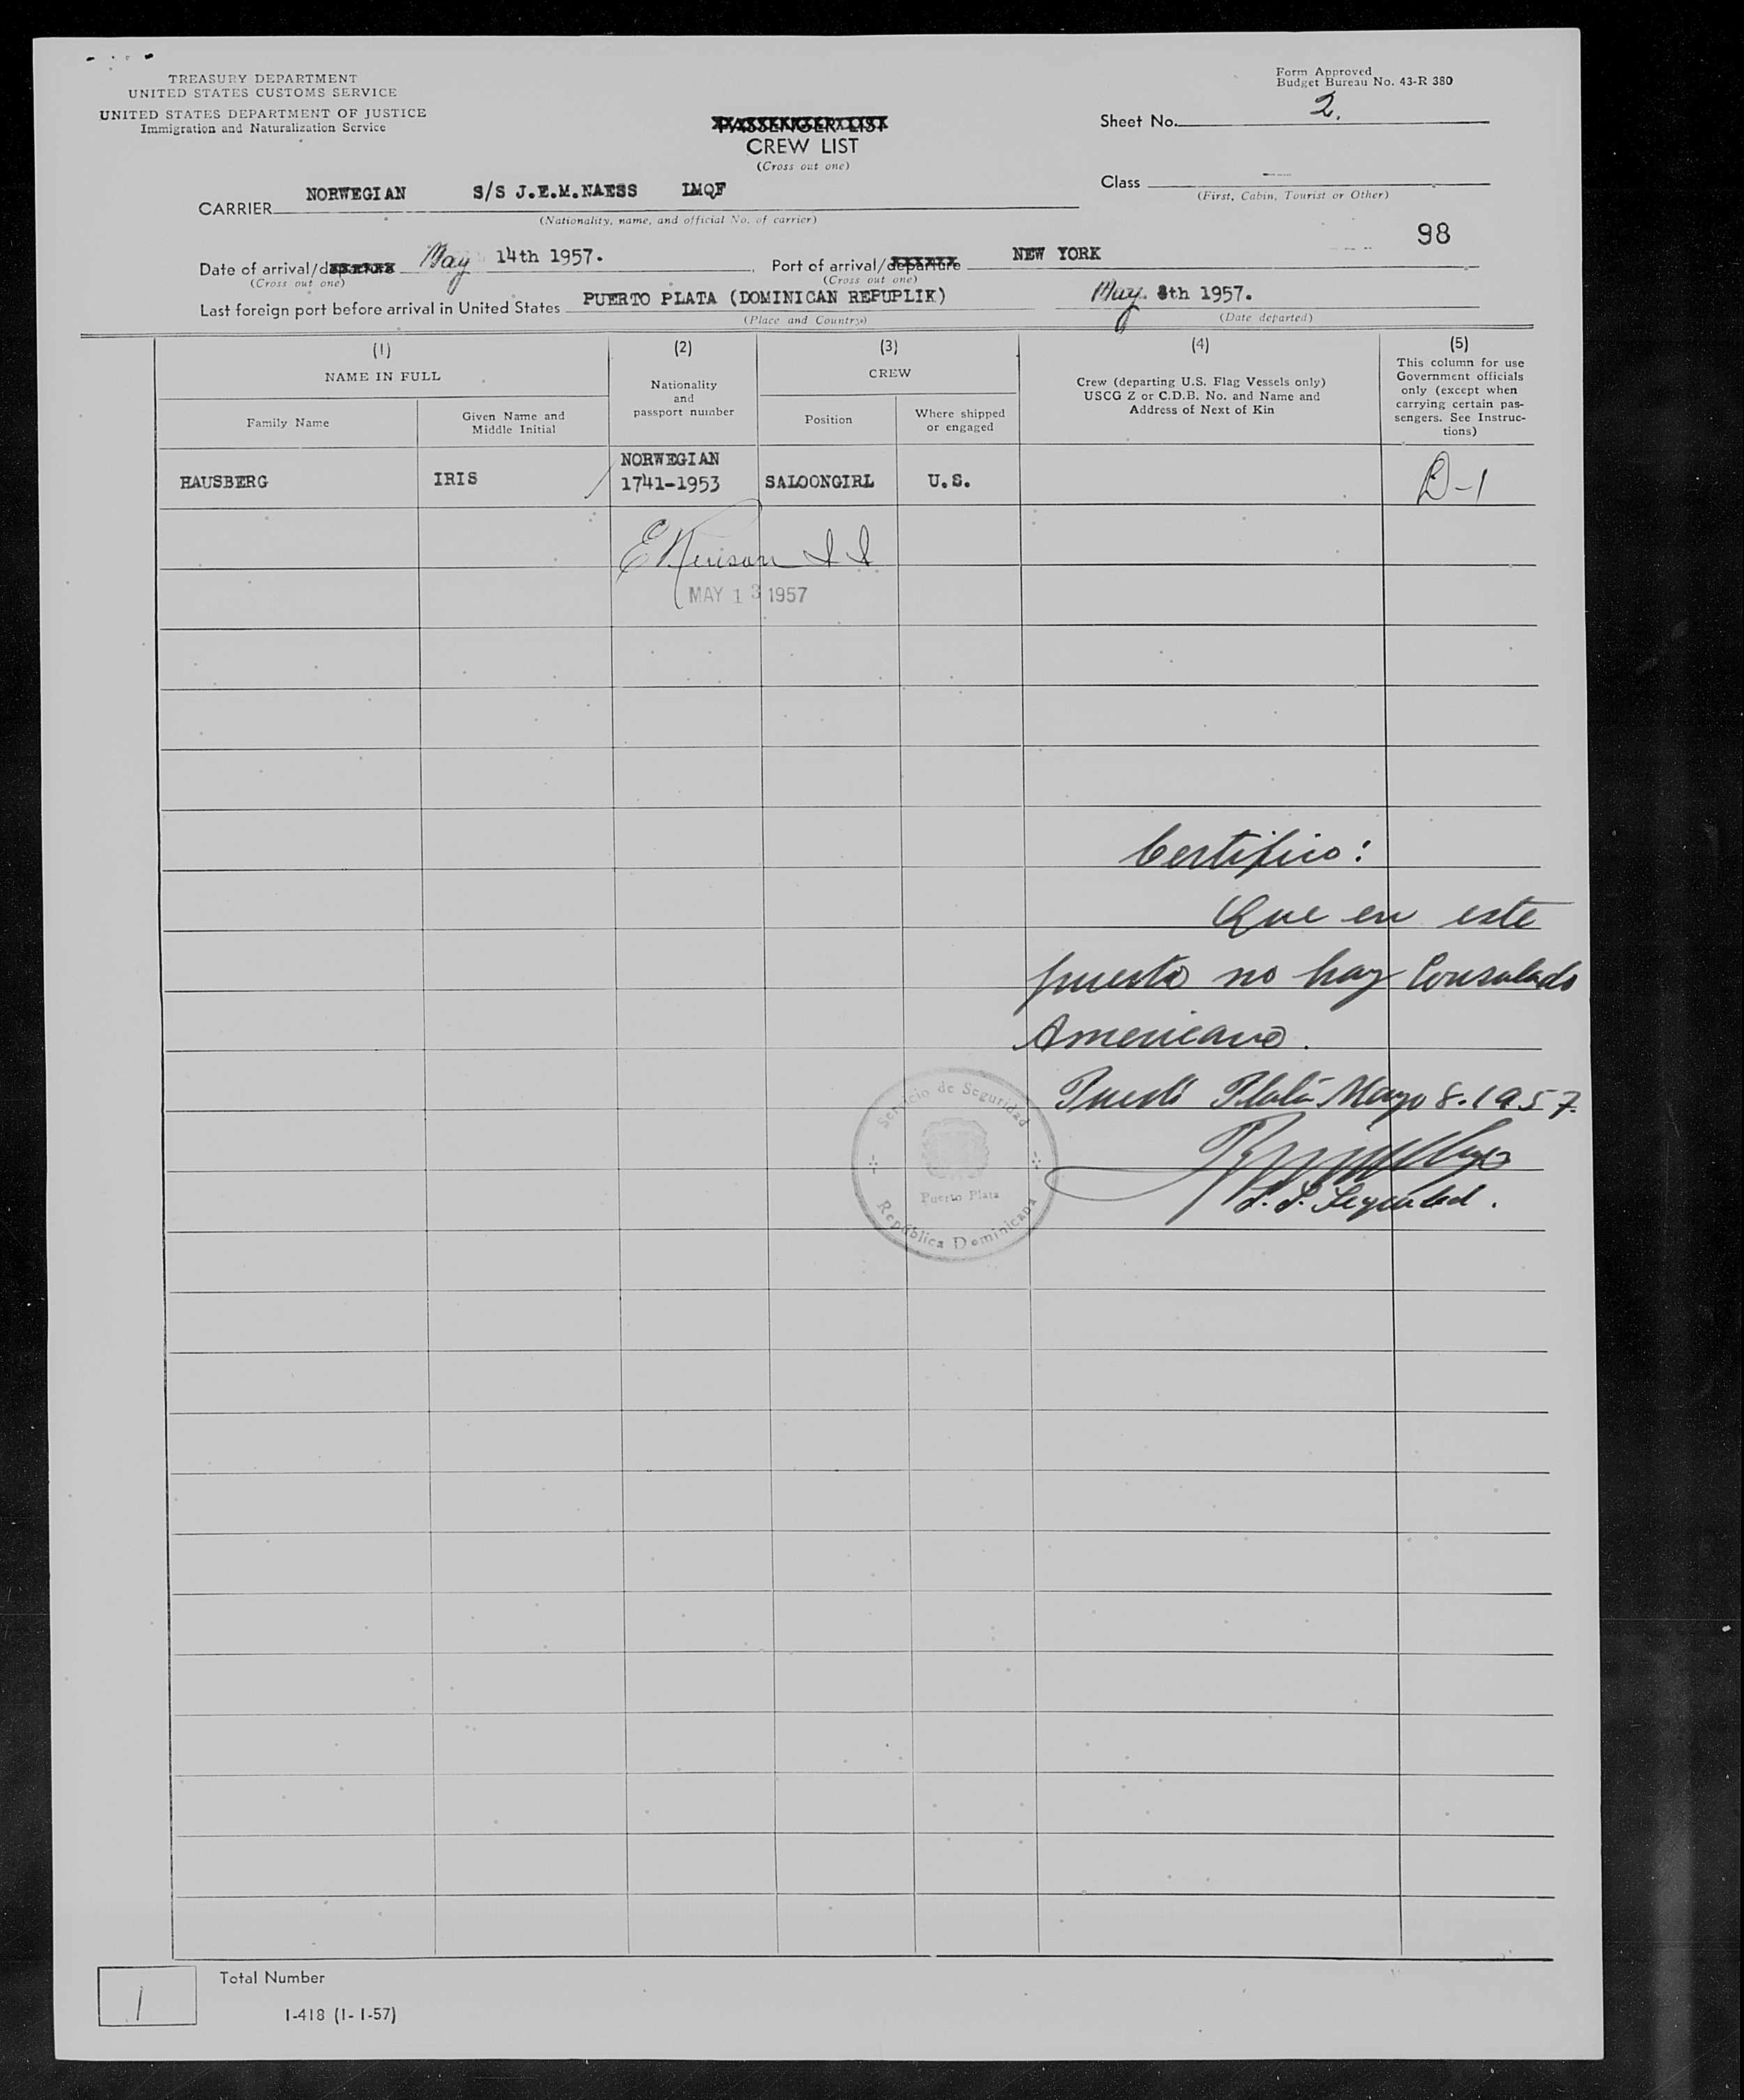 TREASURY DEPARTMENT
UNITED STATES CUSTOMS SERVICE
UNITED STATES DEPARTMENT OF JUSTICE
Immigration and Naturalization Service
Form Approved
Budget Bureau No. 43-R 380
PASSENGER LIST
CREW LIST
(Cross out one)
Sheet No. 2.
Class
(First, Cabin, Tourist or Other)
CARRIER NORWEGIAN S/S J.E.M.NAESS LMQF
(Nationality, name, and official No. of carrier)
98
Date of arrival/departure May 14th 1957.
(Cross out one)
Port of arrival/departure NEW YORK
(Cross out one)
Last foreign port before arrival in United States PUERTO PLATA (DOMINICAN REPUPLIK) May. 8th 1957.
(Place and Country)
(Date departed)
(1)
NAME IN FULL
Family Name
Given Name and
Middle Initial
(2)
Nationality
and
passport number
(3)
CREW
Position
Where shipped
or engaged
(4)
Crew (departing U.S. Flag Vessels only)
USCG Z or C.D.B. No. and Name and
Address of Next of Kin
(5)
This column for use
Government officials
only (except when
carrying certain pas-
sengers. See Instruc-
tions)
NORWEGIAN
HAUSBERG IRIS 1741-1953 SALOONGIRL U.S. D-1
MAY 13 1957
Certifico:
Que en este
puerto no hay Consulado
Americano.
Puerto Plata Mayo 8.1957.
Servicio de Seguridad
Puerto Plata
República Dominicana
1
Total Number
I-418 (1-1-57)